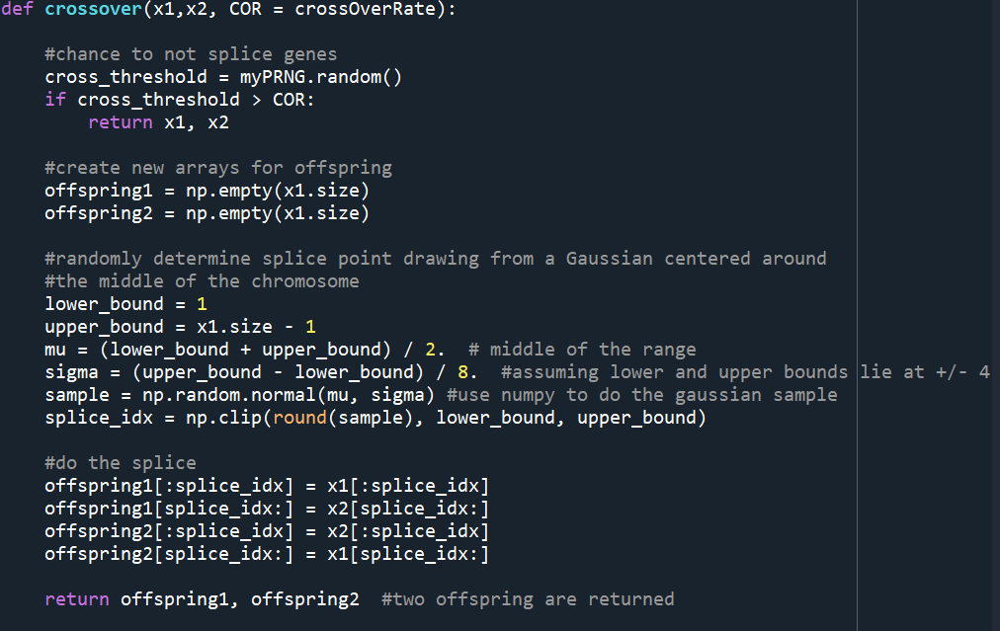 def crossover(x1,x2, COR = crossOverRate):
#chance to not splice genes
cross_threshold = myPRNG.random()
if cross_threshold > COR:
return x1, x2
#create new arrays for offspring
offspring1 = np.empty(x1.size)
offspring2 = np.empty(x1.size)
#randomly determine splice point drawing from a Gaussian centered around
#the middle of the chromosome
lower_bound = 1
upper_bound = x1.size - 1
mu = (lower_bound + upper_bound) / 2.  # middle of the range
sigma = (upper_bound - lower_bound) / 8.  #assuming lower and upper bounds lie at +/- 4
sample = np.random.normal(mu, sigma) #use numpy to do the gaussian sample
splice_idx = np.clip(round(sample), lower_bound, upper_bound)
#do the splice
offspring1[:splice_idx] = x1[:splice_idx]
offspring1[splice_idx:] = x2[splice_idx:]
offspring2[:splice_idx] = x2[:splice_idx]
offspring2[splice_idx:] = x1[splice_idx:]
return offspring1, offspring2  #two offspring are returned